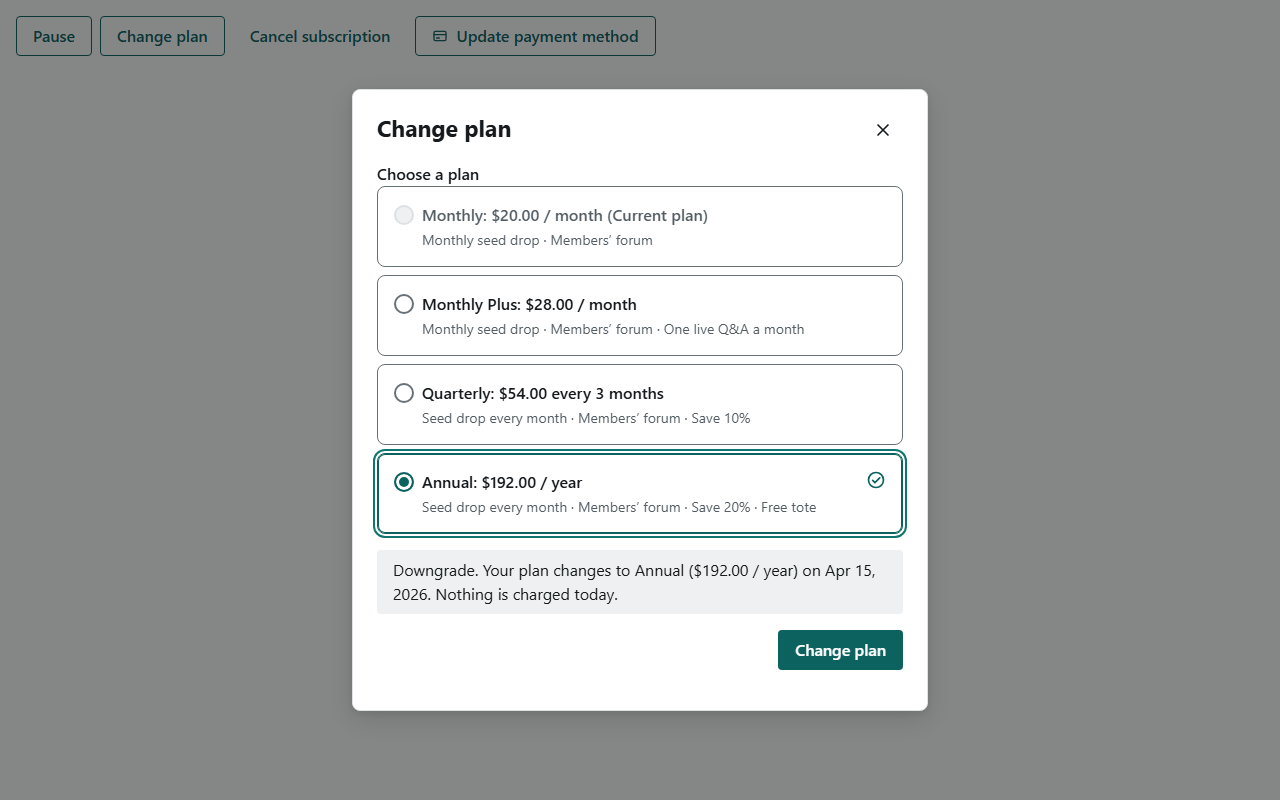 Pause
Change plan
Cancel subscription
Update payment method
Change plan
Choose a plan
Monthly: $20.00 / month (Current plan)
Monthly seed drop · Members’ forum
Monthly Plus: $28.00 / month
Monthly seed drop · Members’ forum · One live Q&A a month
Quarterly: $54.00 every 3 months
Seed drop every month · Members’ forum · Save 10%
Annual: $192.00 / year
Seed drop every month · Members’ forum · Save 20% · Free tote
Downgrade. Your plan changes to Annual ($192.00 / year) on Apr 15,
2026. Nothing is charged today.
Change plan